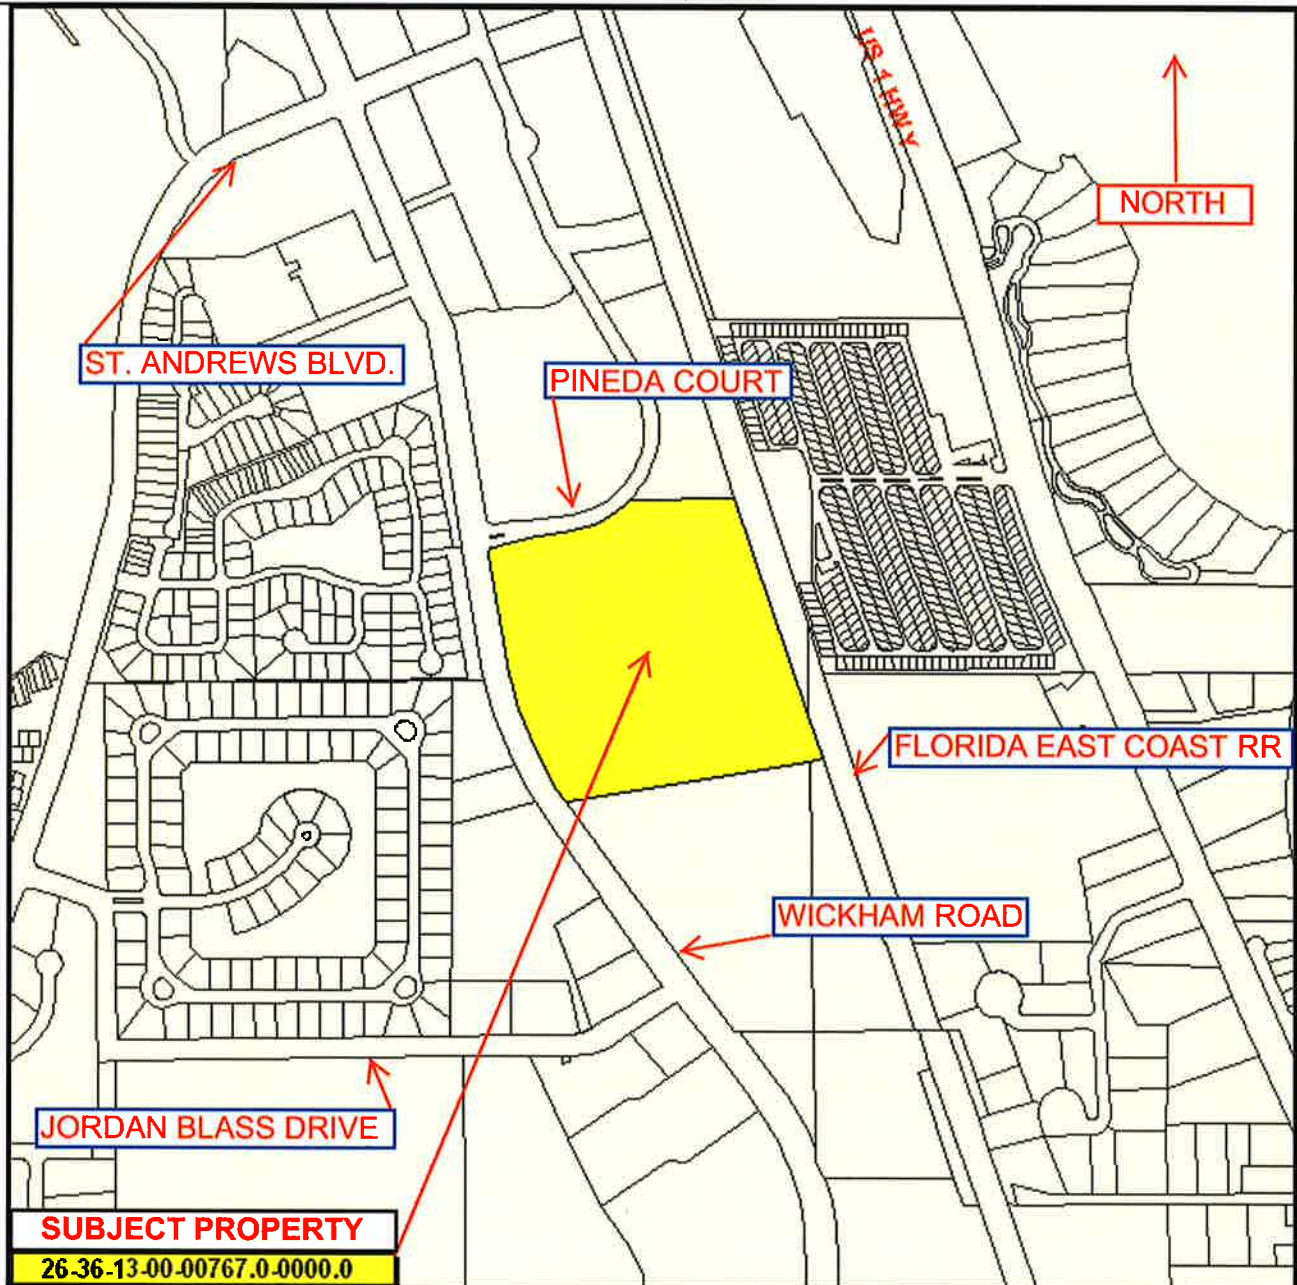 US 1 HWY
NORTH
ST. ANDREWS BLVD.
PINEDA COURT
FLORIDA EAST COAST RR
WICKHAM ROAD
JORDAN BLASS DRIVE
SUBJECT PROPERTY
26-36-13-00-00767.0-0000.0